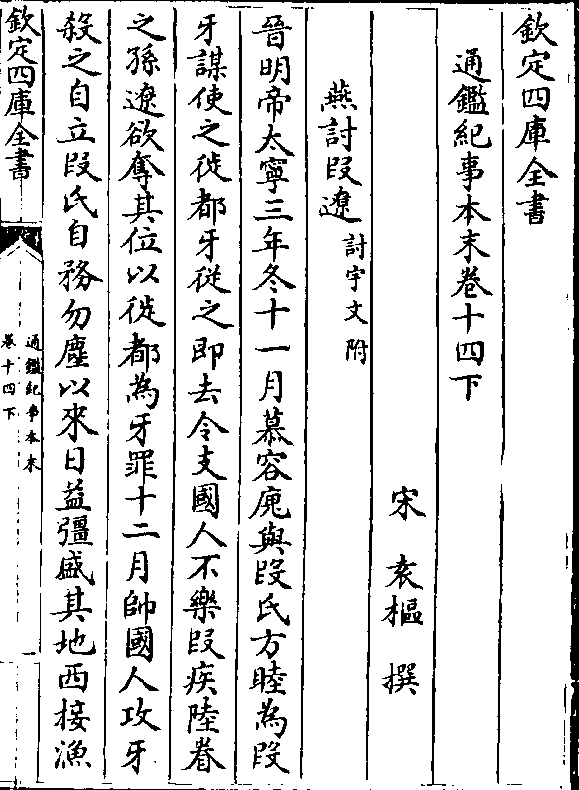 欽定四庫全書
通鑑紀事本末卷十四下
宋 袁樞 撰
燕討段遼 討宇文附
晉明帝太寧三年冬十一月慕容廆與段氏方睦為段
牙謀使之徙都牙從之即去令支國人不樂段疾陸眷
之孫遼欲奪其位以徙都為牙罪十二月帥國人攻牙
殺之自立段氏自務勿塵以來日益彊盛其地西接漁
欽定四庫全書
通鑑紀事本末
卷十四下
一